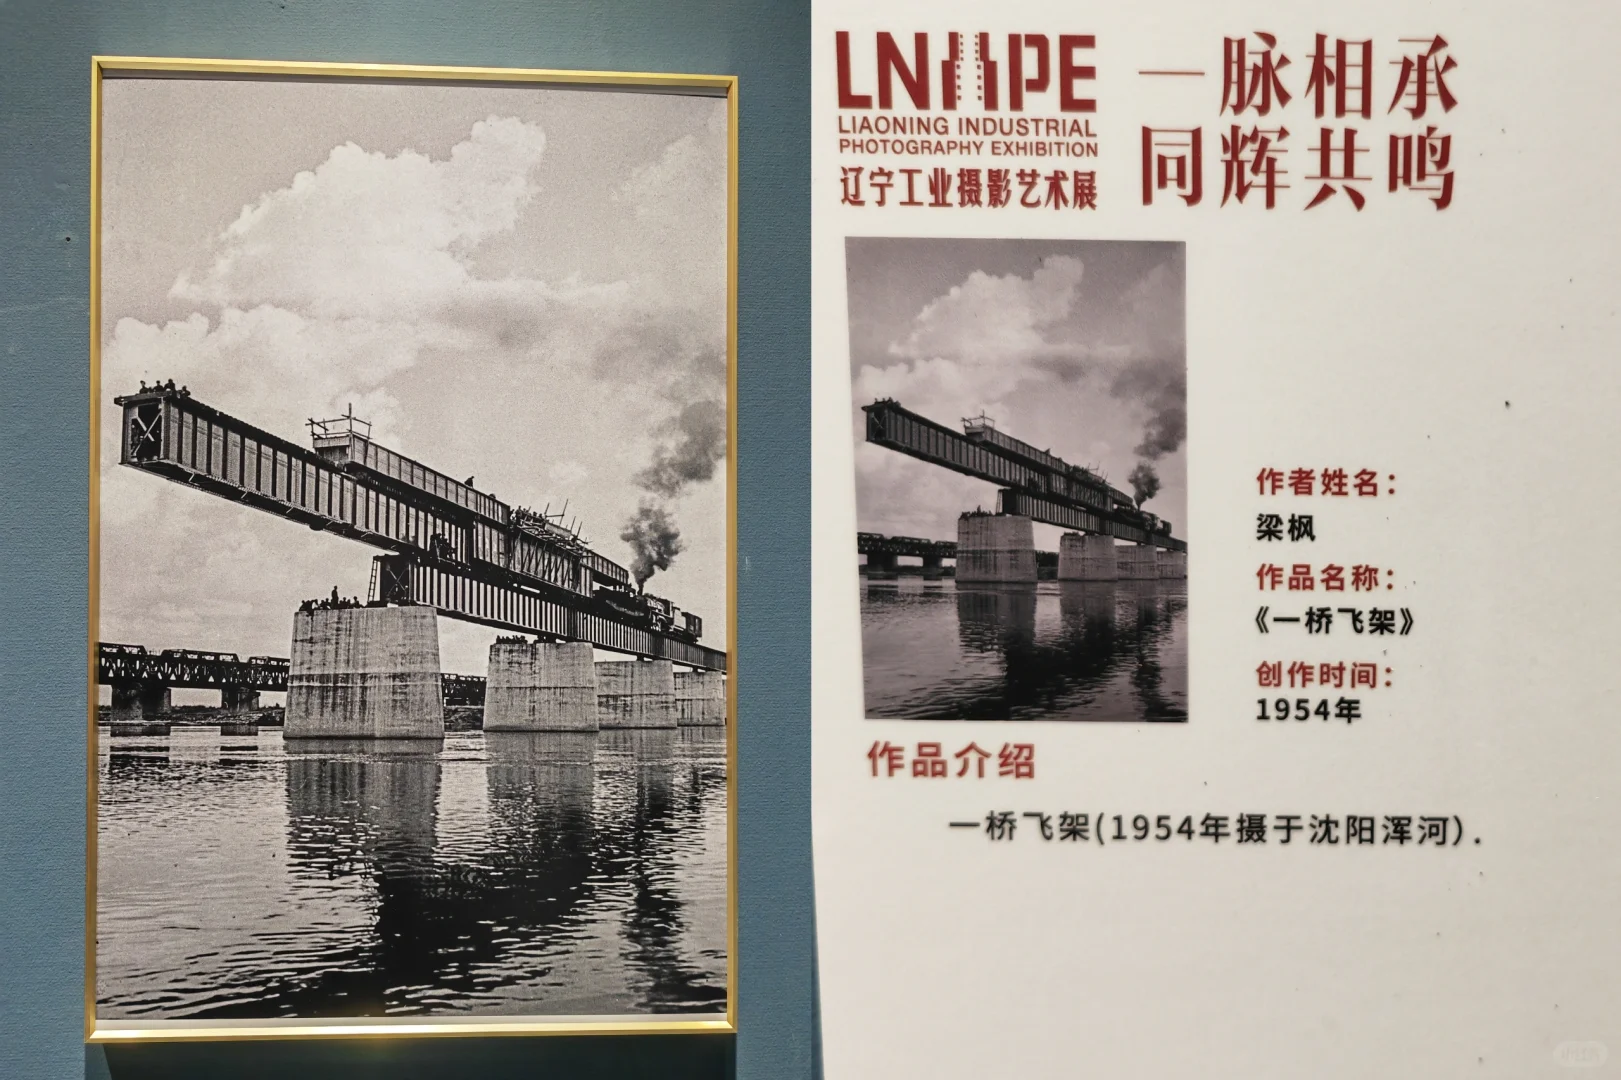 LNIAPE
LIAONING INDUSTRIAL
PHOTOGRAPHY EXHIBITION
辽宁工业摄影艺术展
一脉相承
同辉共鸣
作者姓名：
梁枫
作品名称：
《一桥飞架》
创作时间：
1954年
作品介绍
一桥飞架(1954年摄于沈阳浑河).